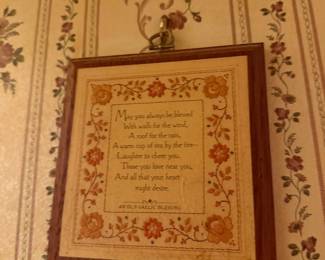 May you always be blessed
With walls for the wind,
A roof for the rain,
A warm cup of tea by the fire—
Laughter to cheer you,
Those you love near you,
And all that your heart
might desire.
AN OLD GAELIC BLESSING